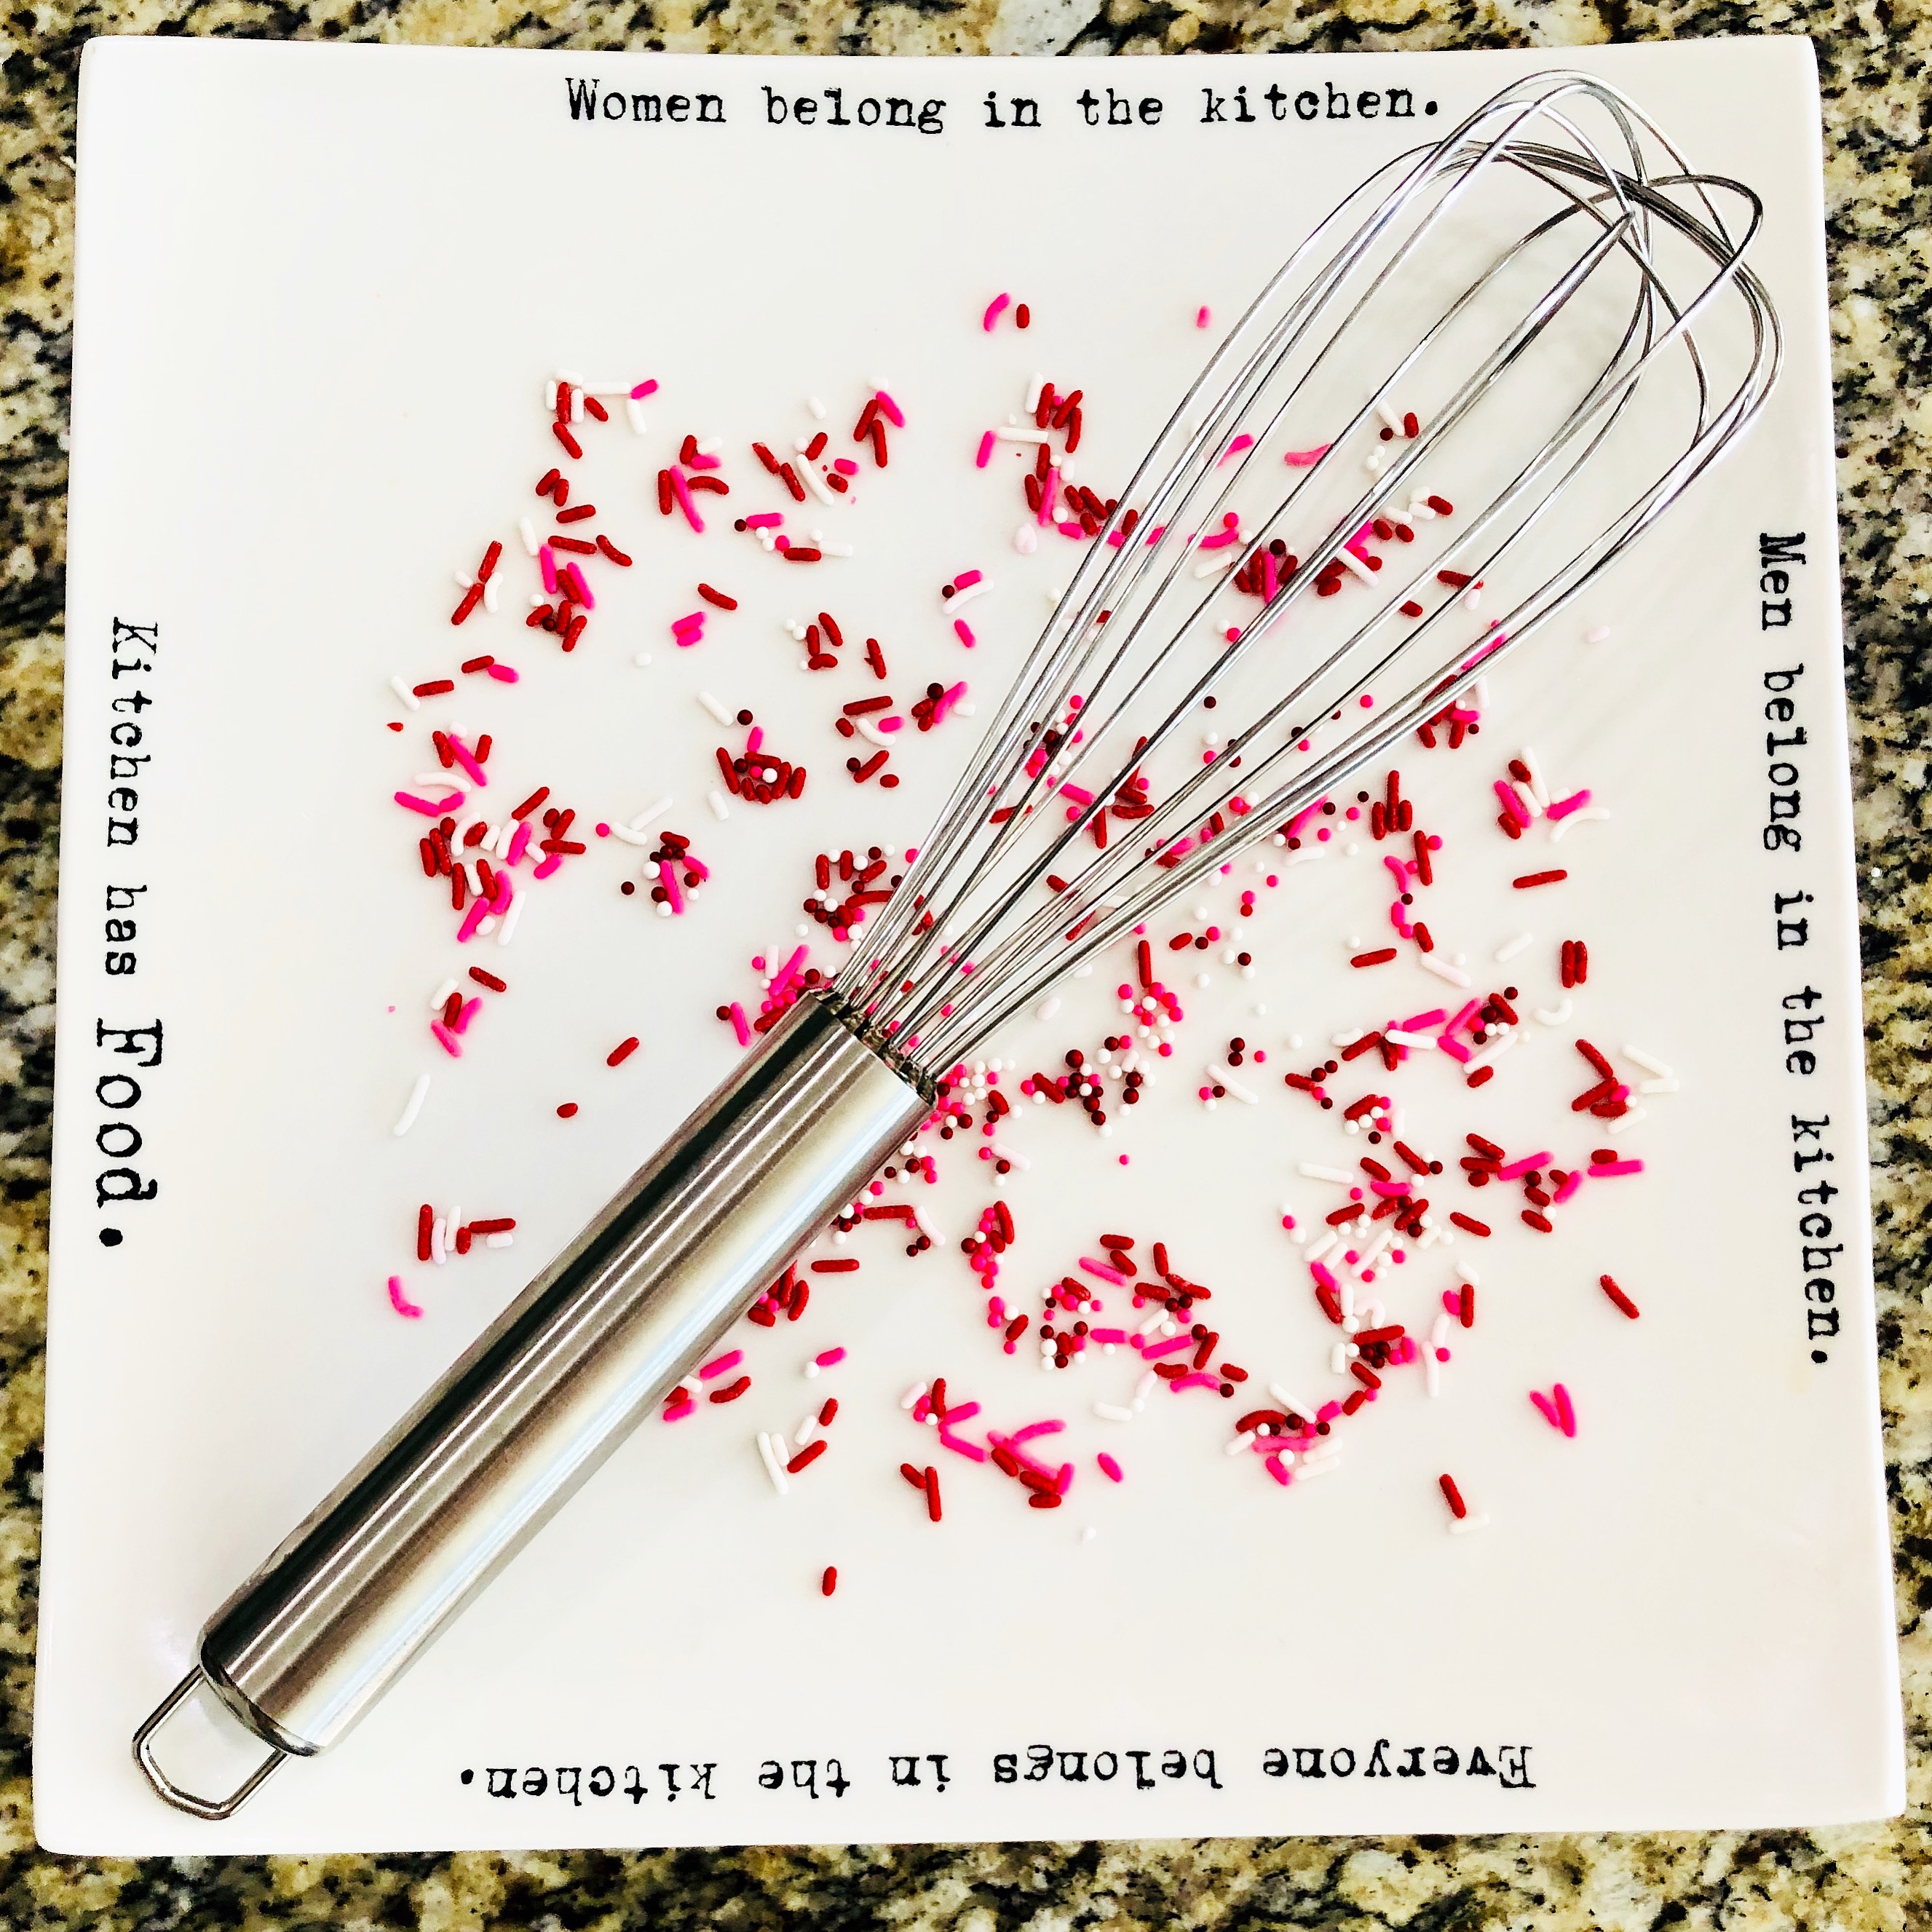 Women belong in the kitchen.
Men belong in the kitchen.
Everyone belongs in the kitchen.
Kitchen has Food.